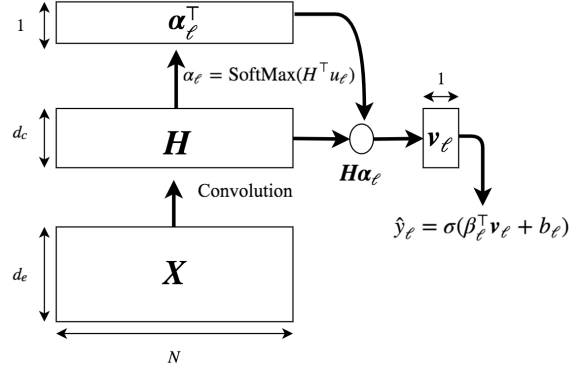 1
α_ℓ^⊤
α_ℓ = SoftMax(H^⊤ u_ℓ)
1
d_c
H
v_ℓ
Hα_ℓ
Convolution
ŷ_ℓ = σ(β_ℓ^⊤ v_ℓ + b_ℓ)
d_e
X
N